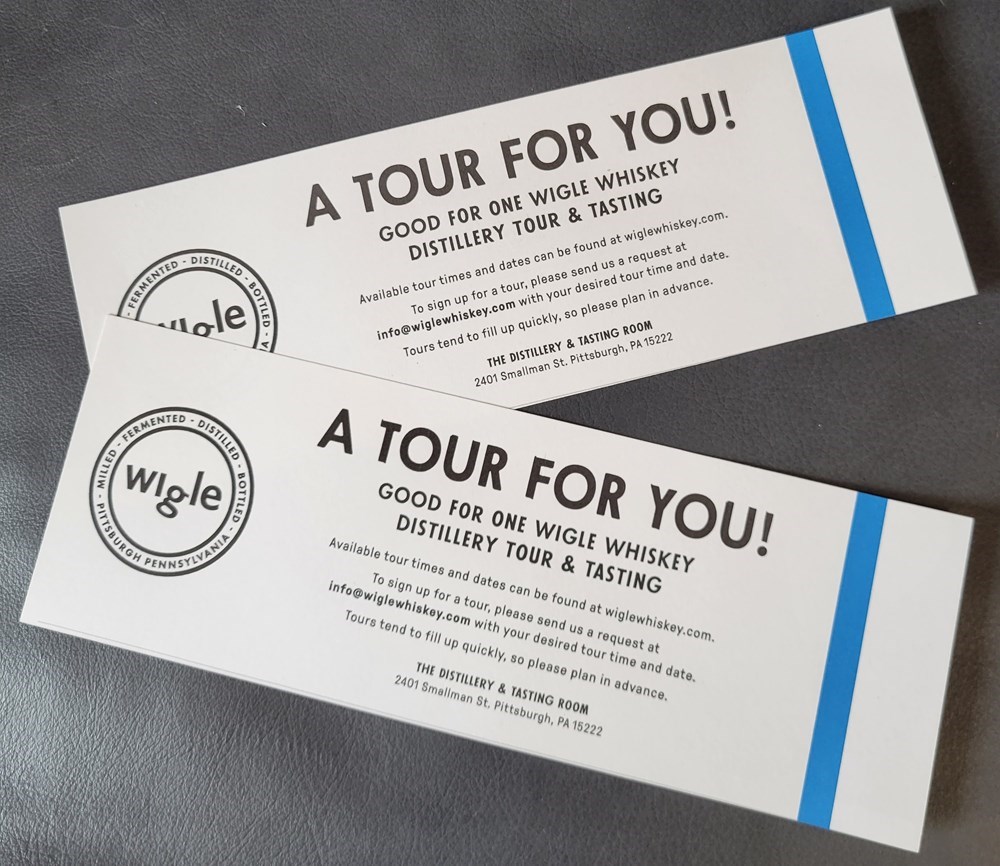 A TOUR FOR YOU!
GOOD FOR ONE WIGLE WHISKEY
DISTILLERY TOUR & TASTING
Available tour times and dates can be found at wiglewhiskey.com.
To sign up for a tour, please send us a request at
info@wiglewhiskey.com with your desired tour time and date.
Tours tend to fill up quickly, so please plan in advance.
THE DISTILLERY & TASTING ROOM
2401 Smallman St. Pittsburgh, PA 15222
FERMENTED - DISTILLED - BOTTLED -
wigle
A TOUR FOR YOU!
GOOD FOR ONE WIGLE WHISKEY
DISTILLERY TOUR & TASTING
Available tour times and dates can be found at wiglewhiskey.com.
To sign up for a tour, please send us a request at
info@wiglewhiskey.com with your desired tour time and date.
Tours tend to fill up quickly, so please plan in advance.
THE DISTILLERY & TASTING ROOM
2401 Smallman St. Pittsburgh, PA 15222
- MILLED - FERMENTED - DISTILLED - BOTTLED -
wigle
PITTSBURGH PENNSYLVANIA